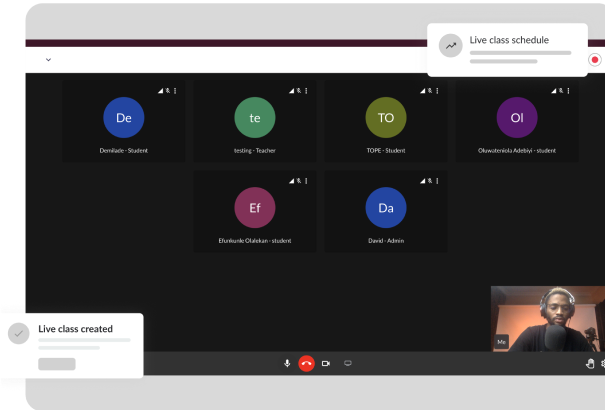 Live class schedule
De
Demilade - Student
te
testing - Teacher
TO
TOPE - Student
Ol
Oluwateniola Adebiyi - student
Ef
Efunkunle Olalekan - student
Da
David - Admin
Me
Live class created